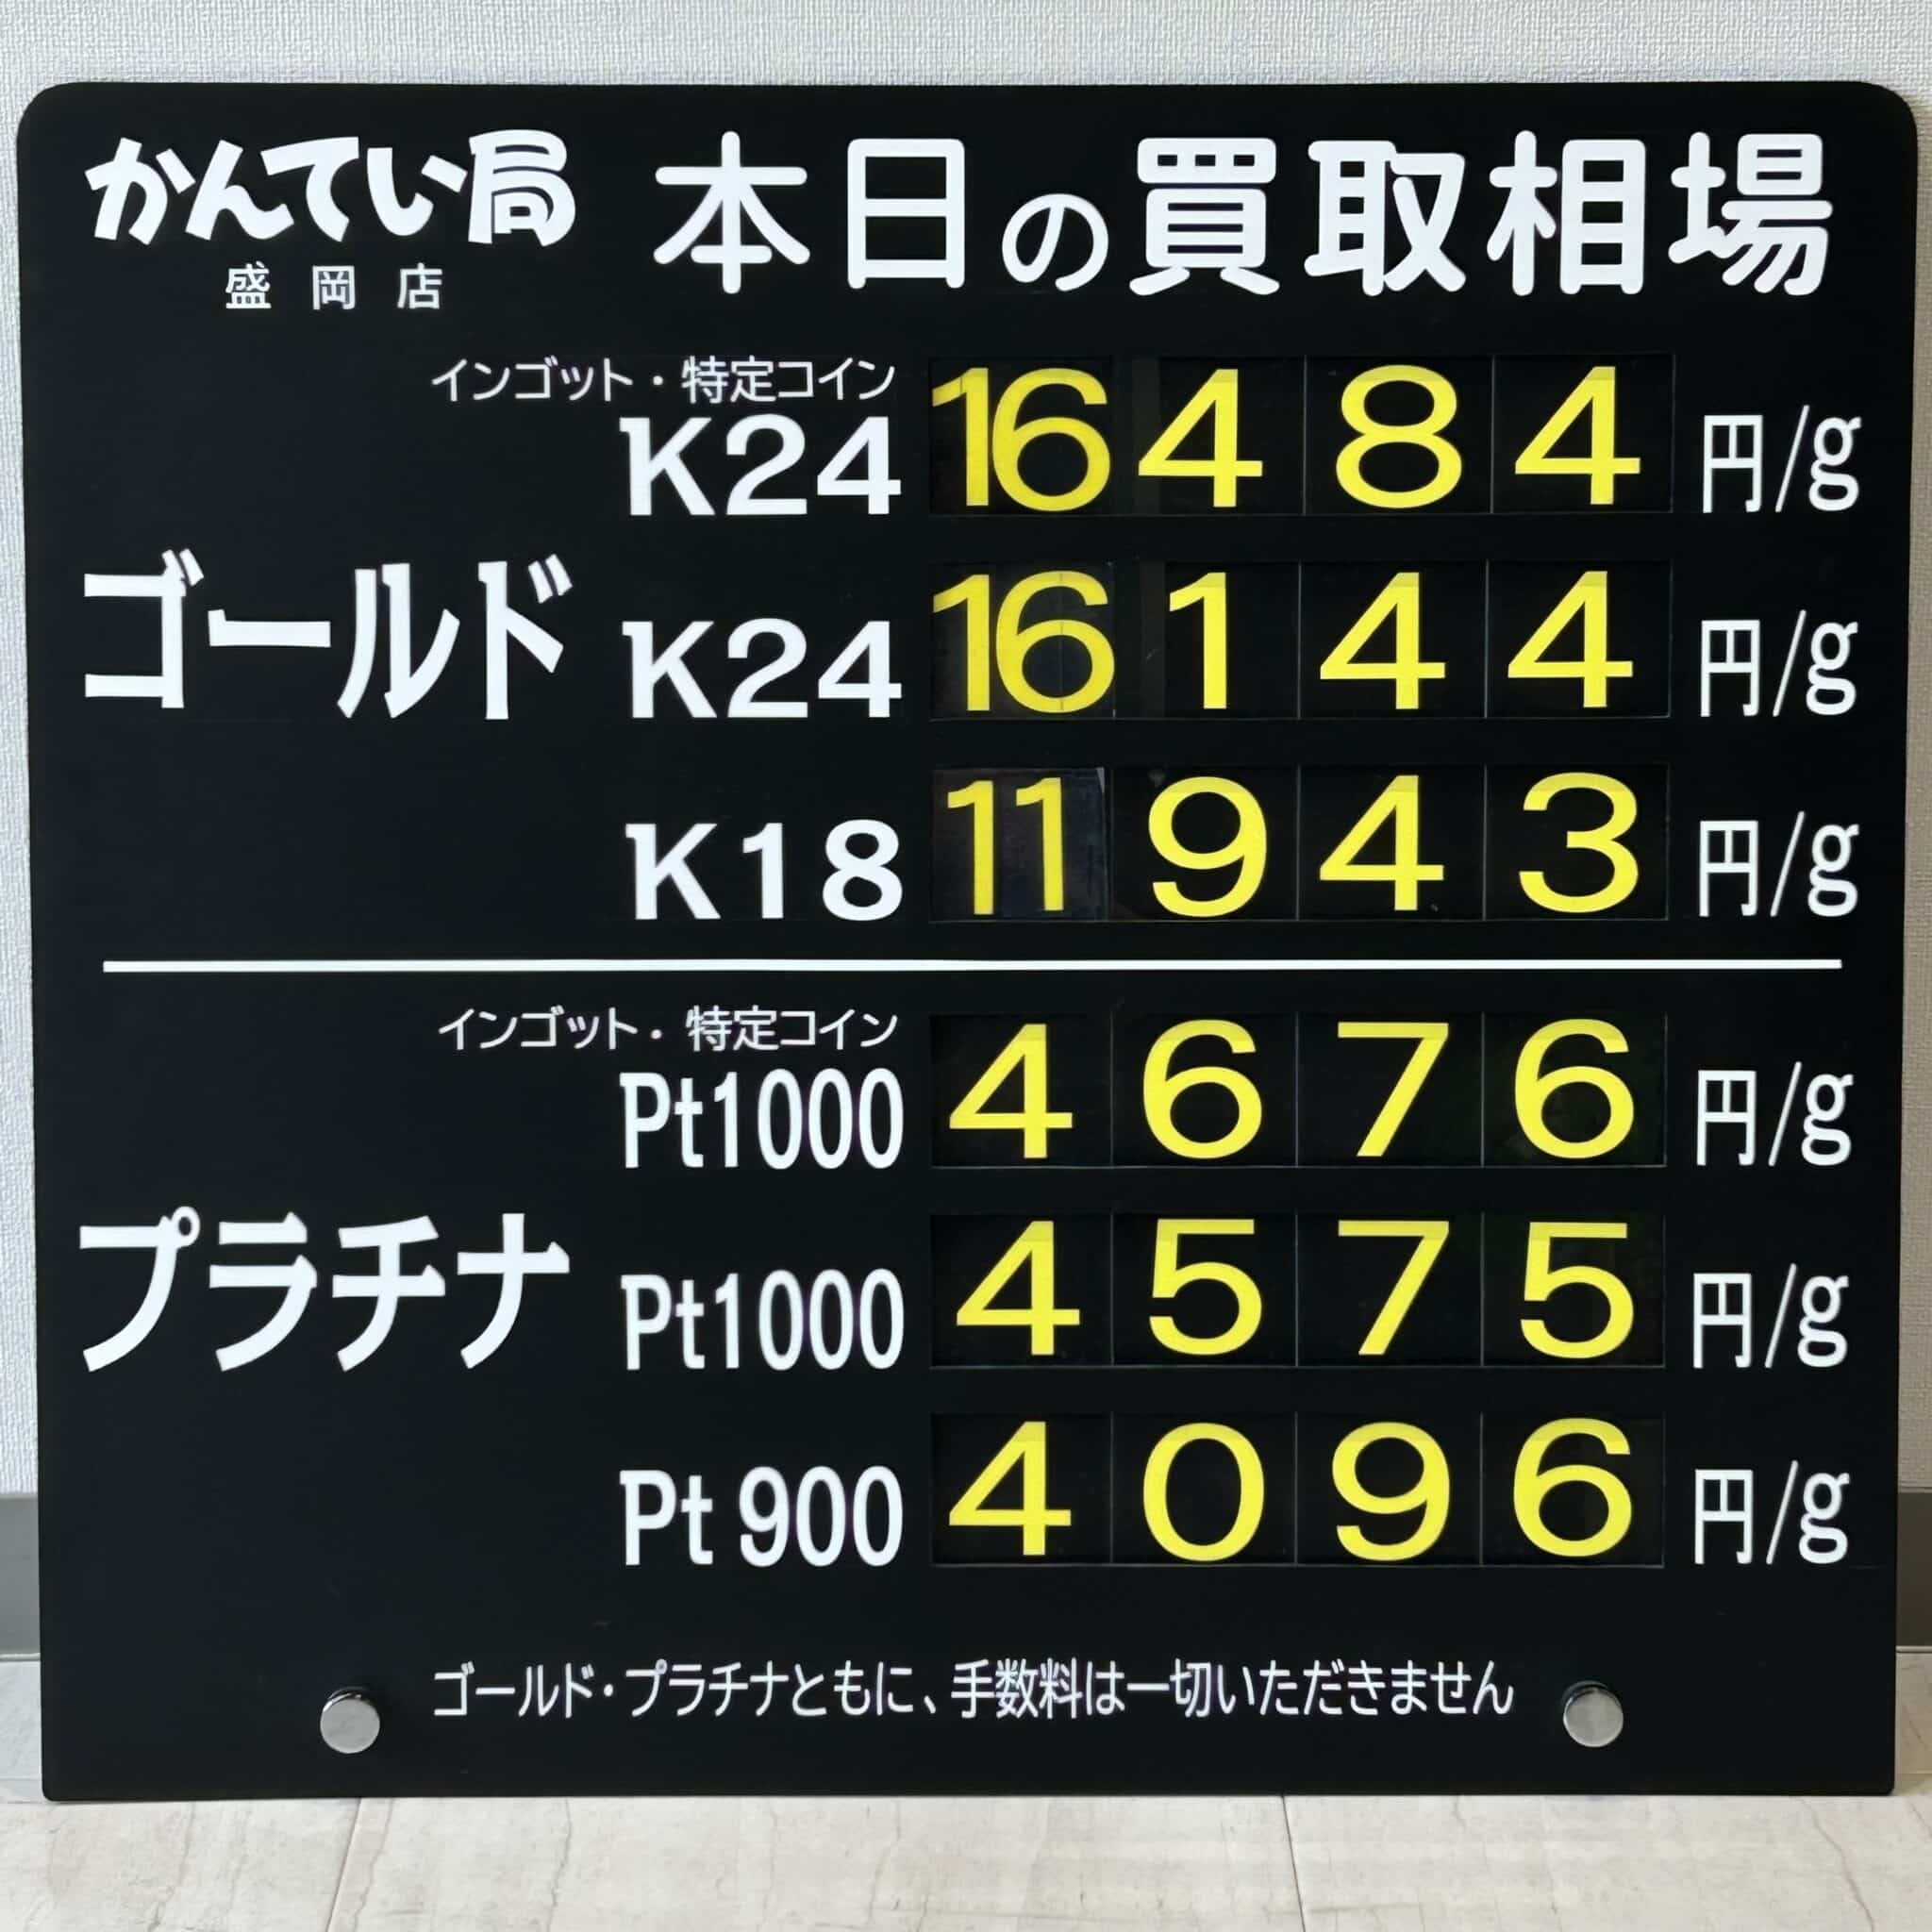 かんてい局 本日の買取相場
盛岡店
インゴット・特定コイン
K24 16484 円/g
ゴールド K24 16144 円/g
K18 11943 円/g
インゴット・特定コイン
Pt1000 4676 円/g
プラチナ Pt1000 4575 円/g
Pt900 4096 円/g
ゴールド・プラチナともに、手数料は一切いただきません